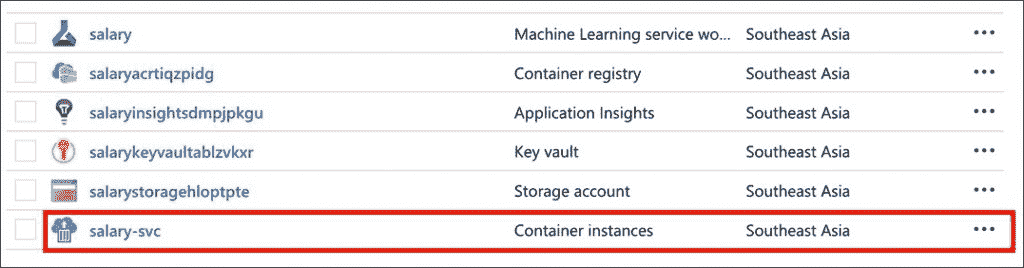 salary Machine Learning service wo... Southeast Asia ...
salaryacrtiqzpidg Container registry Southeast Asia ...
salaryinsightsdmpjpkgu Application Insights Southeast Asia ...
salarykeyvaultablzvkxr Key vault Southeast Asia ...
salarystoragehloptpte Storage account Southeast Asia ...
salary-svc Container instances Southeast Asia ...